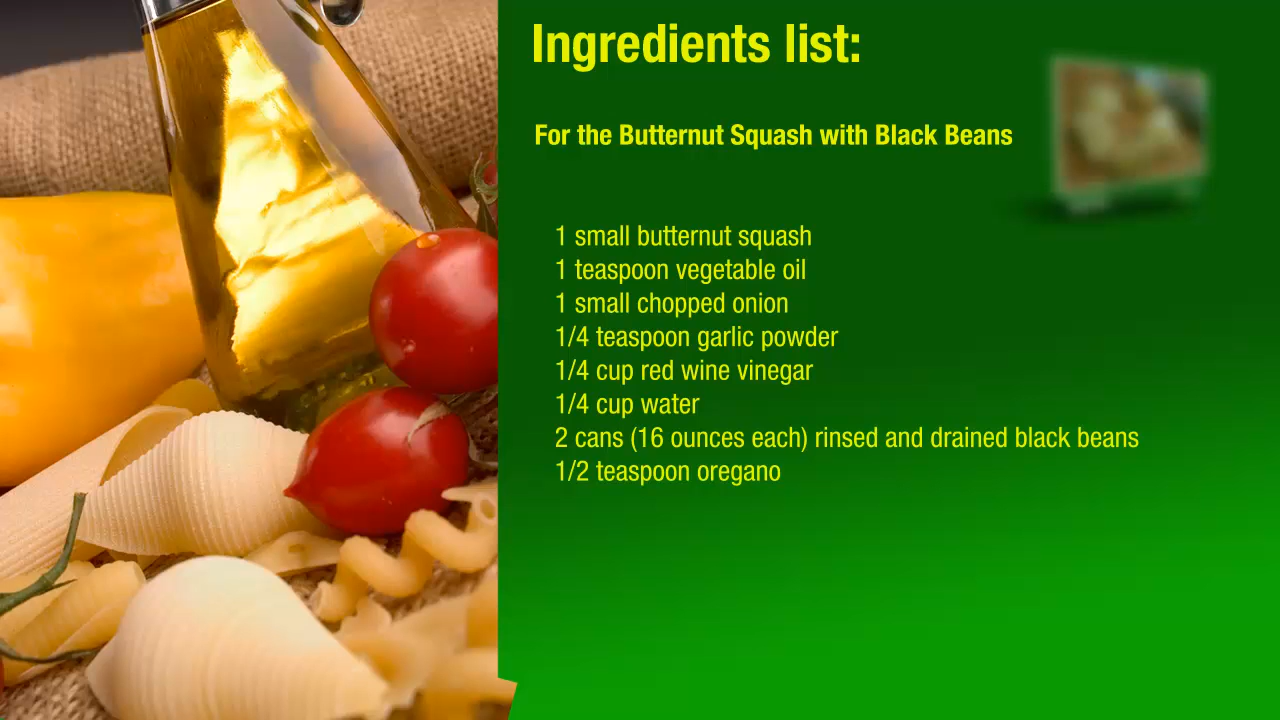 Ingredients list:
For the Butternut Squash with Black Beans
1 small butternut squash
1 teaspoon vegetable oil
1 small chopped onion
1/4 teaspoon garlic powder
1/4 cup red wine vinegar
1/4 cup water
2 cans (16 ounces each) rinsed and drained black beans
1/2 teaspoon oregano